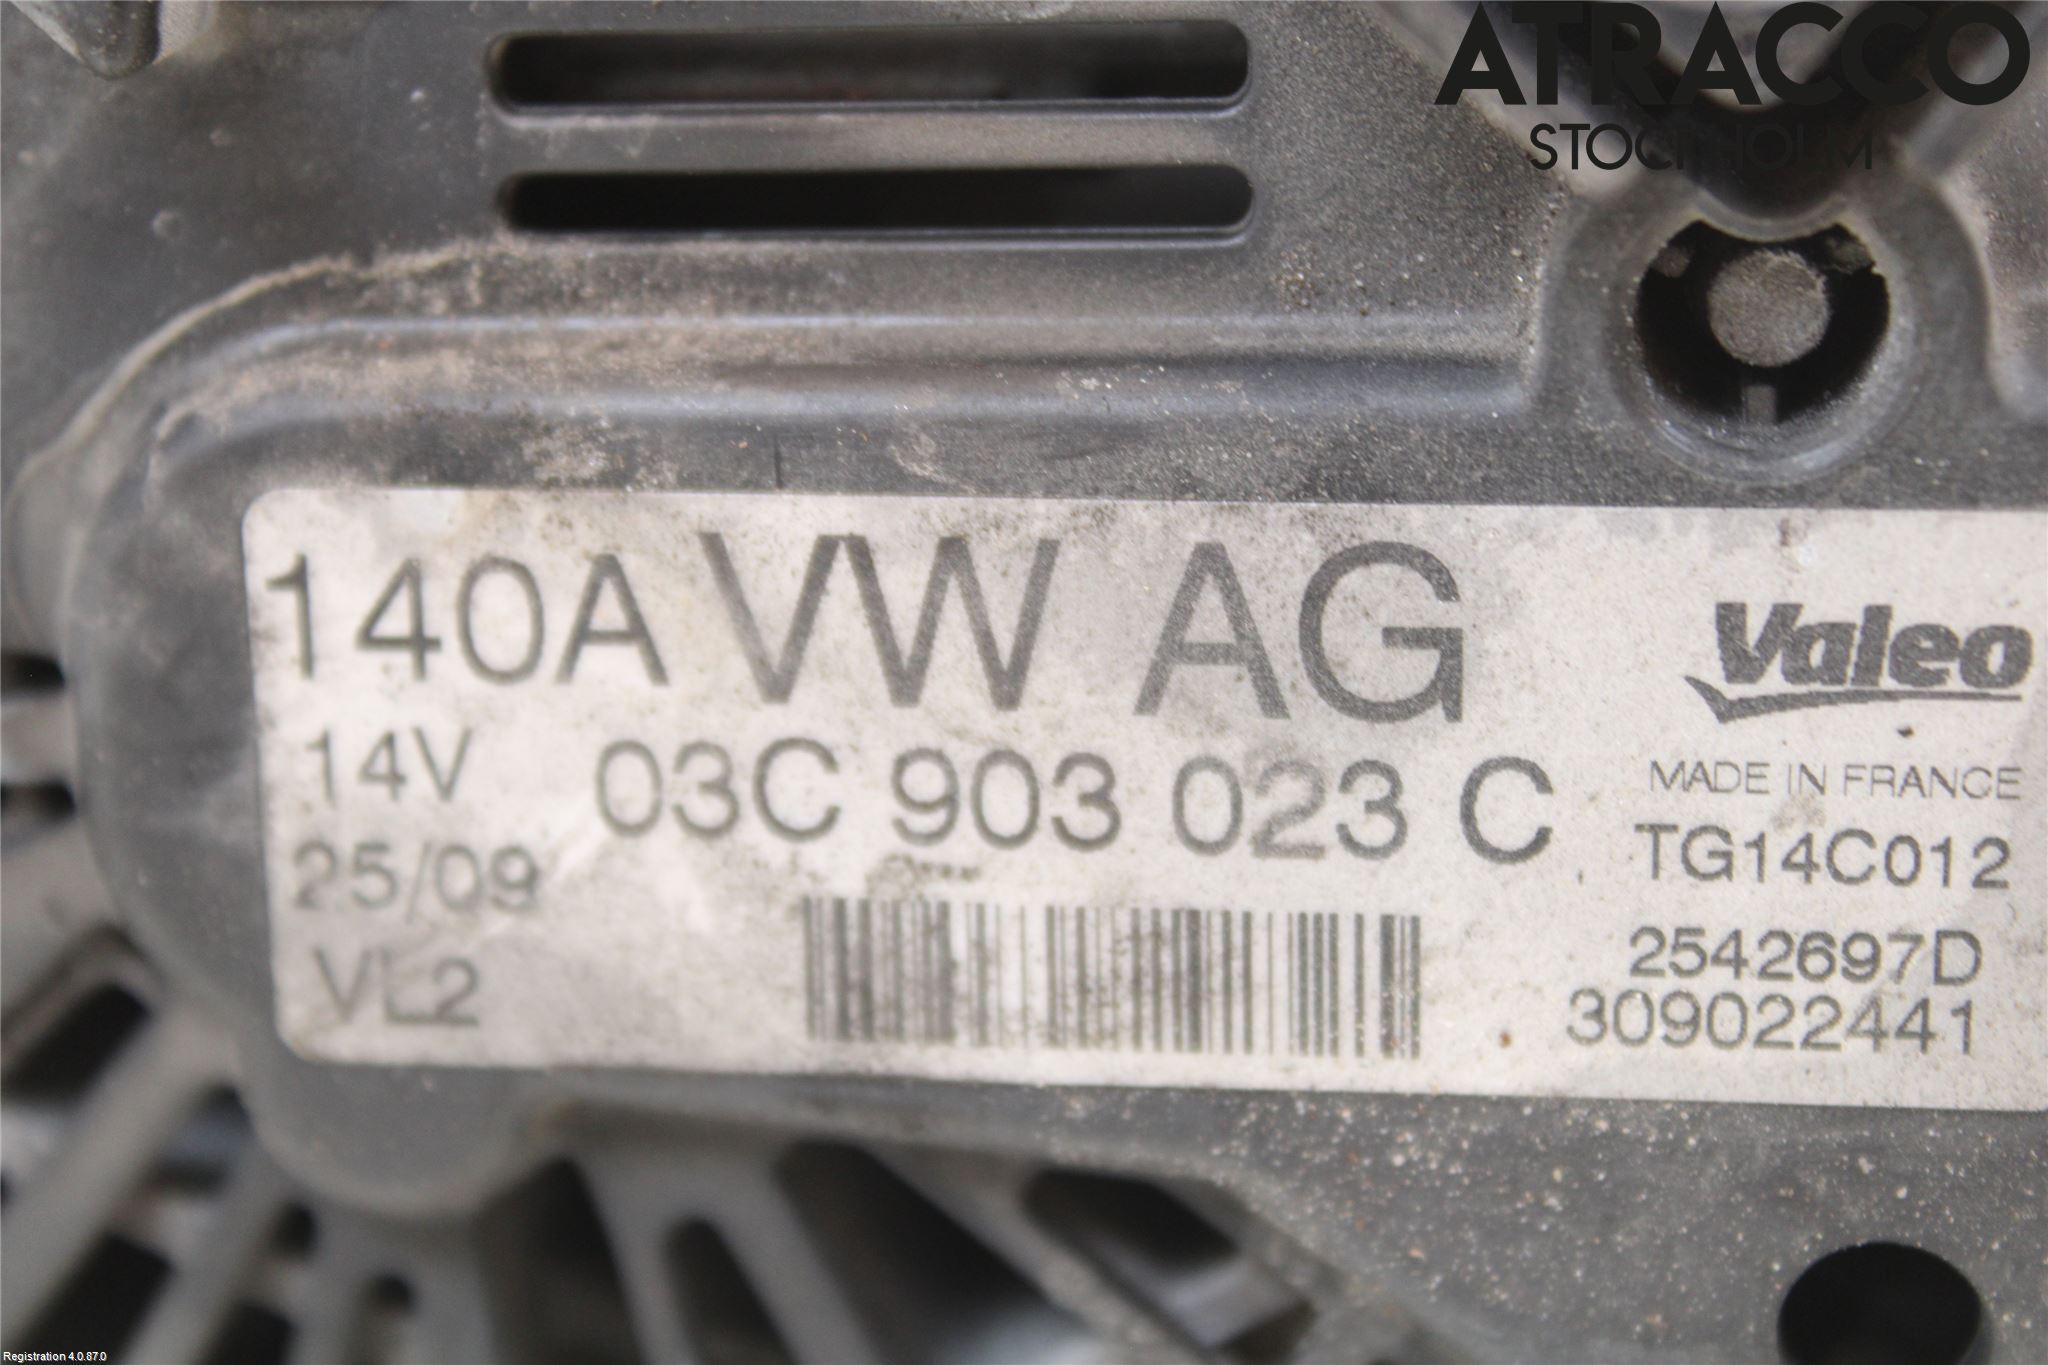 ATRACCO
STOCKHOLM
140A VW AG
Valeo
14V 03C 903 023 C
MADE IN FRANCE
25/09
TG14C012
VL2
2542697D
309022441
Registration 4.0.87.0